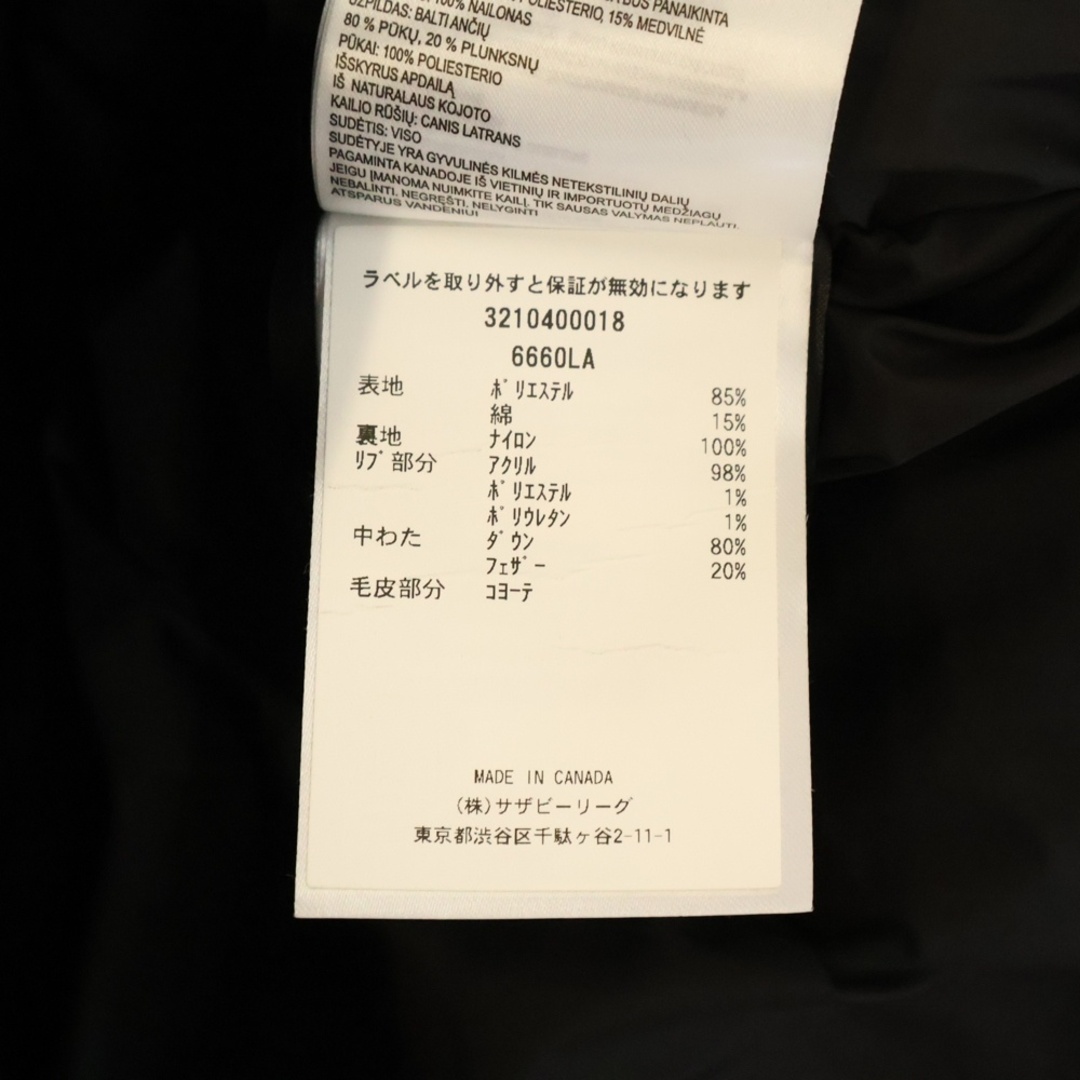 BUS PANAIKINTA
100% NAILONAS
POLIESTERIO, 15% MEDVILNĖ
UŽPILDAS: BALTI ANČIŲ
80 % PŪKŲ, 20 % PLUNKSNŲ
PŪKAI: 100% POLIESTERIO
IŠSKYRUS APDAILĄ
IŠ NATURALAUS KOJOTO
KAILIO RŪŠIŲ: CANIS LATRANS
SUDĖTIS: VISO
SUDĖTYJE YRA GYVULINĖS KILMĖS NETEKSTILINIŲ DALIŲ
PAGAMINTA KANADOJE IŠ VIETINIŲ IR IMPORTUOTŲ MEDŽIAGŲ
JEIGU ĮMANOMA NUIMKITE KAILĮ. TIK SAUSAS VALYMAS NEPLAUTI.
NEBALINTI. NEGRĘŠTI. NELYGINTI
ATSPARUS VANDENIUI
ラベルを取り外すと保証が無効になります
3210400018
6660LA
表地 ﾎﾟﾘｴｽﾃﾙ 85%
綿 15%
裏地 ﾅｲﾛﾝ 100%
ﾘﾌﾞ部分 ｱｸﾘﾙ 98%
ﾎﾟﾘｴｽﾃﾙ 1%
ﾎﾟﾘｳﾚﾀﾝ 1%
中わた ﾀﾞｳﾝ 80%
ﾌｪｻﾞｰ 20%
毛皮部分 ｺﾖｰﾃ
MADE IN CANADA
(株)サザビーリーグ
東京都渋谷区千駄ヶ谷2-11-1